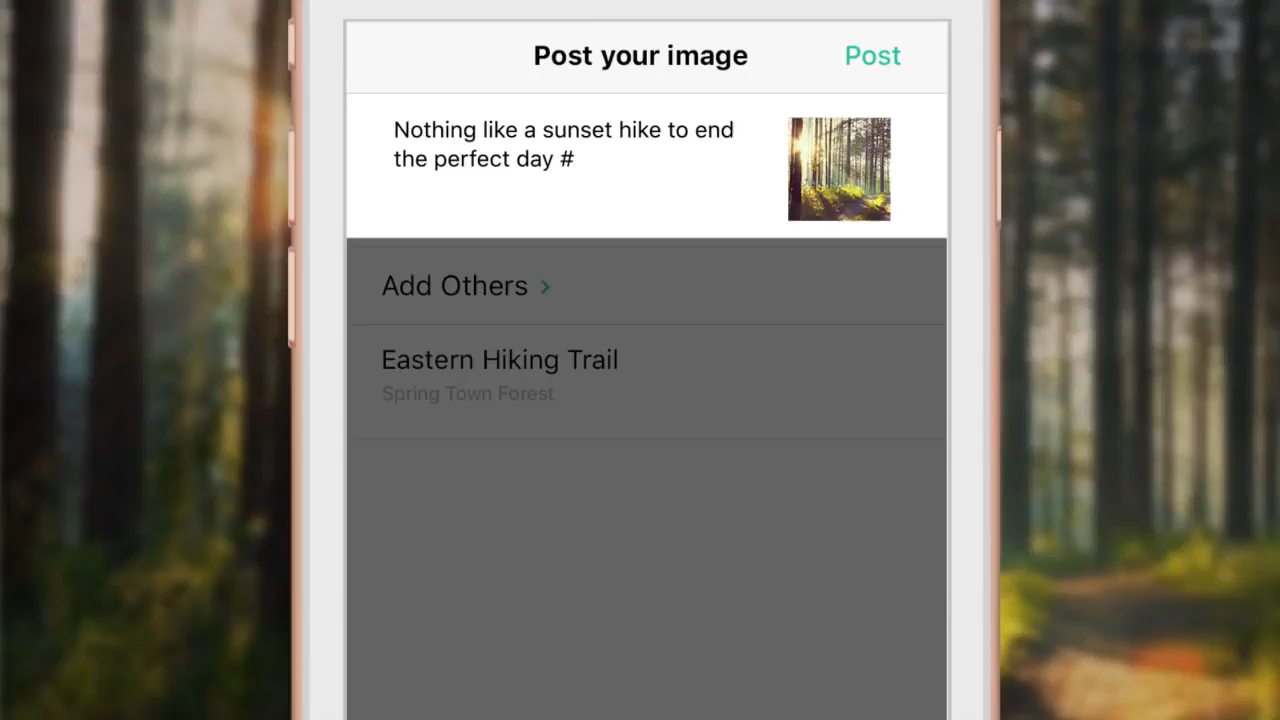 Post your image
Post
Nothing like a sunset hike to end
the perfect day #
Add Others >
Eastern Hiking Trail
Spring Town Forest